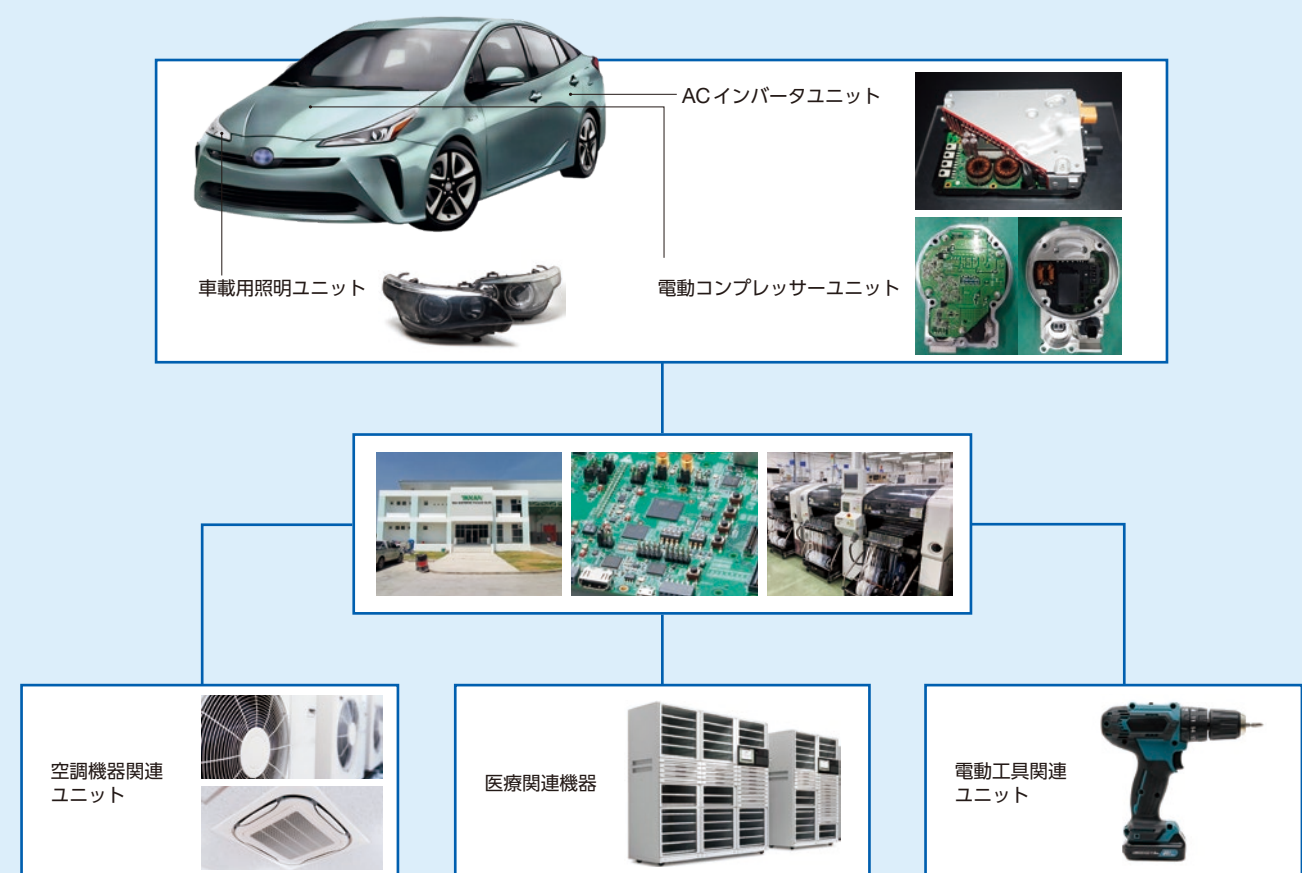 ACインバータユニット
車載用照明ユニット
電動コンプレッサーユニット
空調機器関連
ユニット
医療関連機器
電動工具関連
ユニット